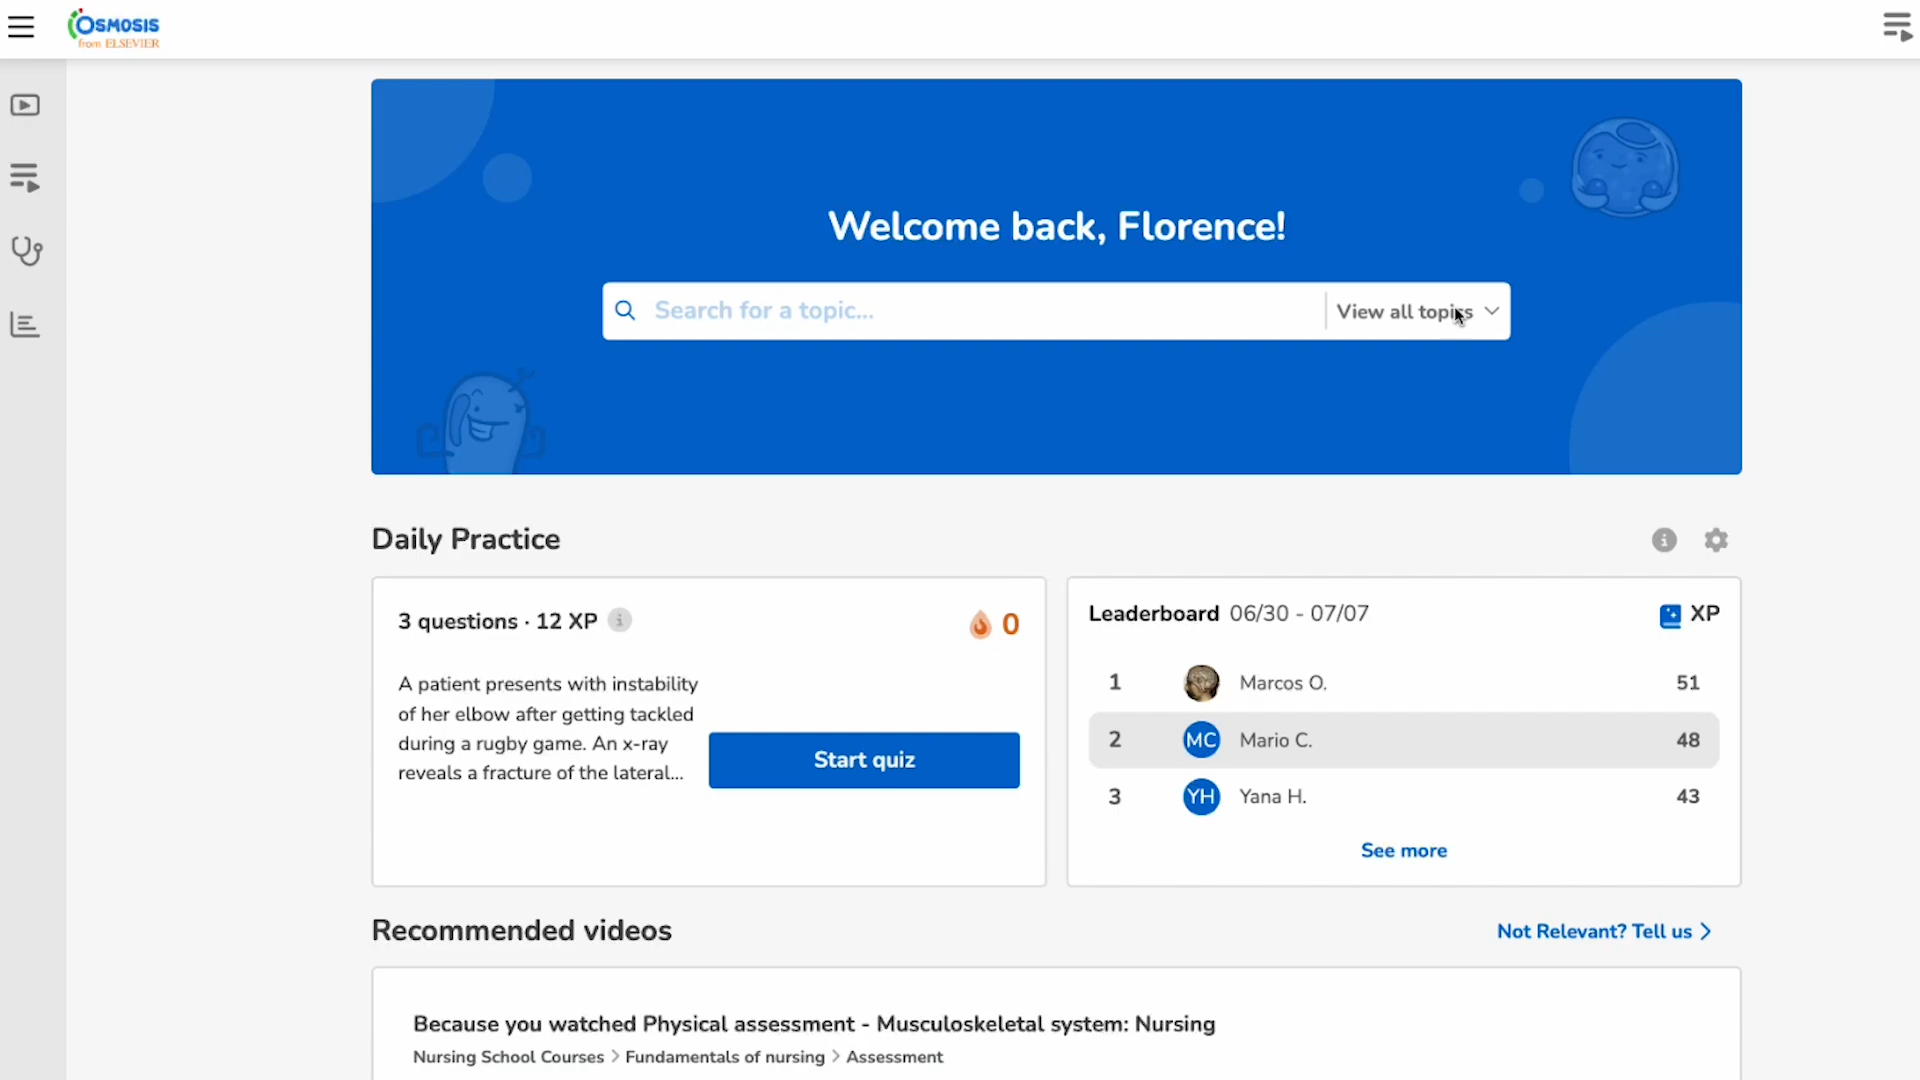 OSMOSIS
from ELSEVIER
Welcome back, Florence!
Search for a topic...
View all topics
Daily Practice
3 questions · 12 XP
0
A patient presents with instability
of her elbow after getting tackled
during a rugby game. An x-ray
reveals a fracture of the lateral...
Start quiz
Leaderboard 06/30 - 07/07
XP
1 Marcos O. 51
2 MC Mario C. 48
3 YH Yana H. 43
See more
Recommended videos
Not Relevant? Tell us
Because you watched Physical assessment - Musculoskeletal system: Nursing
Nursing School Courses > Fundamentals of nursing > Assessment